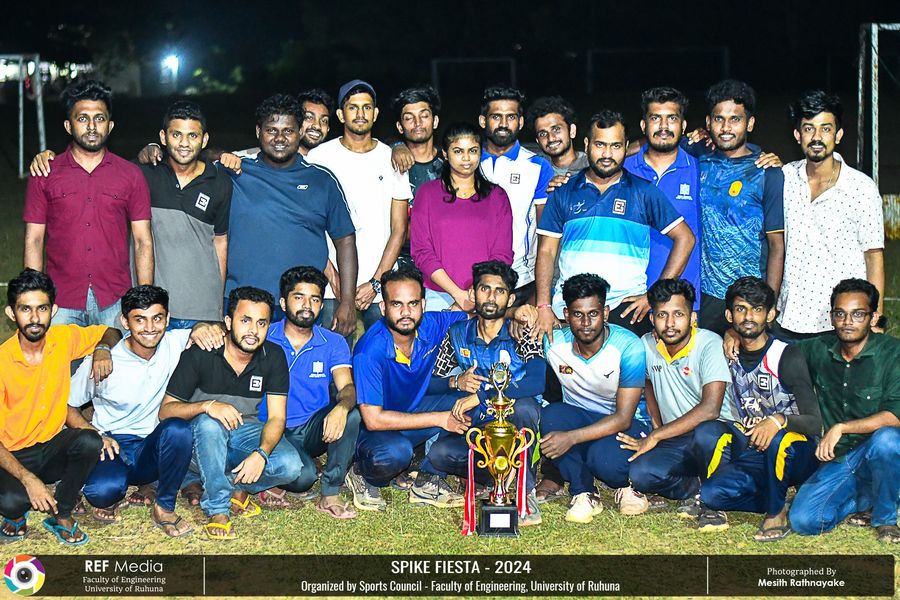 REF Media
Faculty of Engineering
University of Ruhuna
SPIKE FIESTA - 2024
Organized by Sports Council - Faculty of Engineering, University of Ruhuna
Photographed By
Mesith Rathnayake